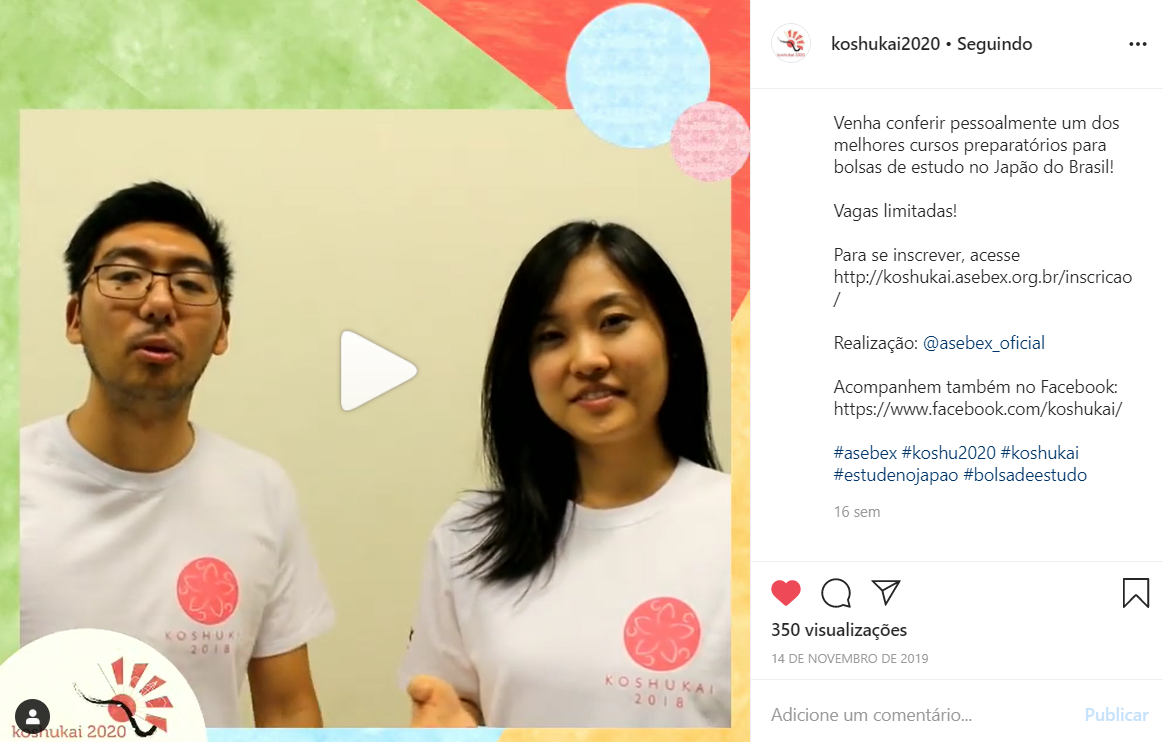 koshukai2020 • Seguindo
Venha conferir pessoalmente um dos
melhores cursos preparatórios para
bolsas de estudo no Japão do Brasil!
Vagas limitadas!
Para se inscrever, acesse
http://koshukai.asebex.org.br/inscricao
/
Realização: @asebex_oficial
Acompanhem também no Facebook:
https://www.facebook.com/koshukai/
#asebex #koshu2020 #koshukai
#estudenojapao #bolsadeestudo
16 sem
350 visualizações
14 DE NOVEMBRO DE 2019
Adicione um comentário... Publicar
KOSHUKAI
2018
KOSHUKAI
2018
koshukai 2020
koshukai 2020